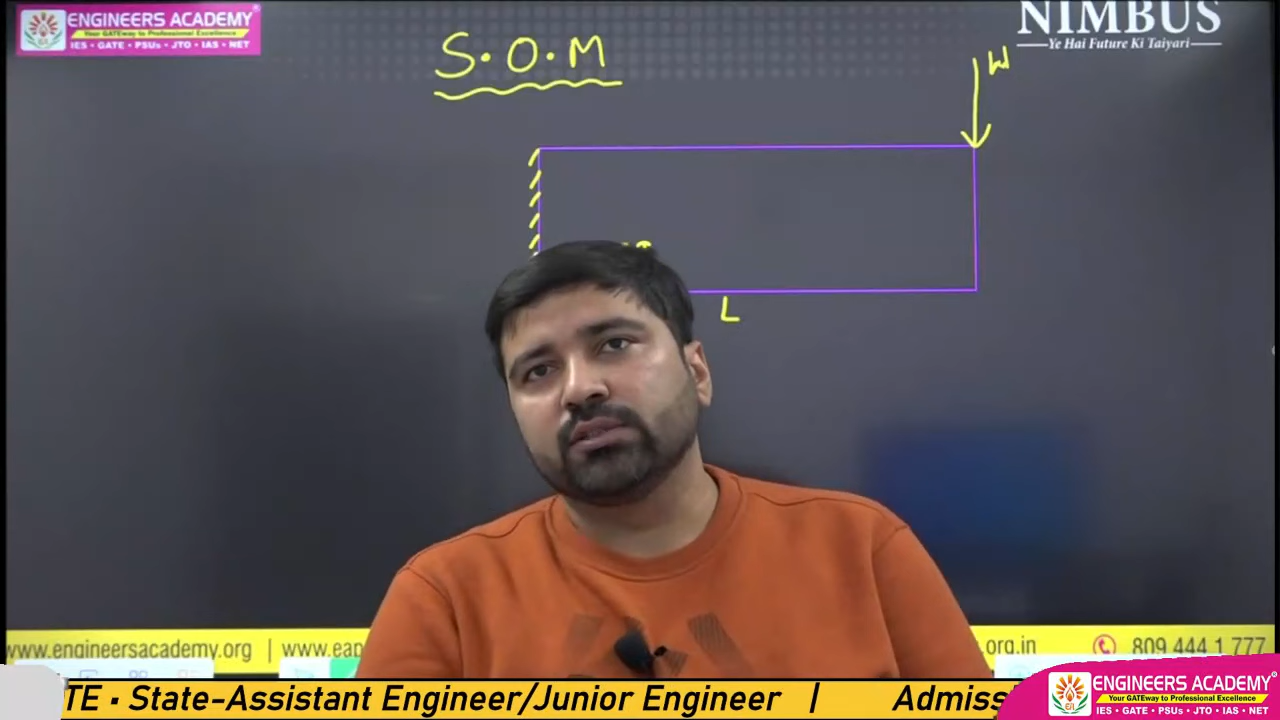 ENGINEERS ACADEMY
Your GATEway to Professional Excellence
IES • GATE • PSUs • JTO • IAS • NET
NIMBUS
Ye Hai Future Ki Taiyari
S.O.M
W
L
www.engineersacademy.org | www.eap
.org.in
809 444 1 777
TE • State-Assistant Engineer/Junior Engineer | Admiss
ENGINEERS ACADEMY
Your GATEway to Professional Excellence
IES • GATE • PSUs • JTO • IAS • NET